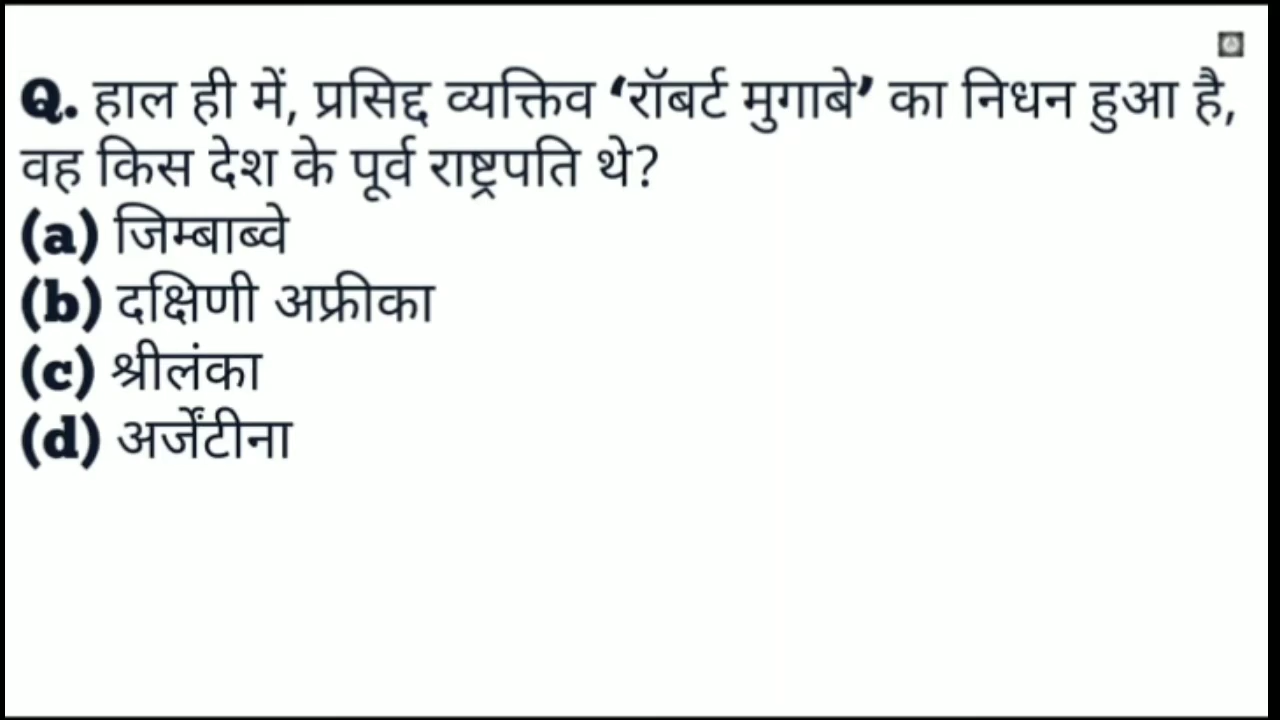 Q. हाल ही में, प्रसिद्द व्यक्तिव ‘रॉबर्ट मुगाबे’ का निधन हुआ है,
वह किस देश के पूर्व राष्ट्रपति थे?
(a) जिम्बाब्वे
(b) दक्षिणी अफ्रीका
(c) श्रीलंका
(d) अर्जेंटीना